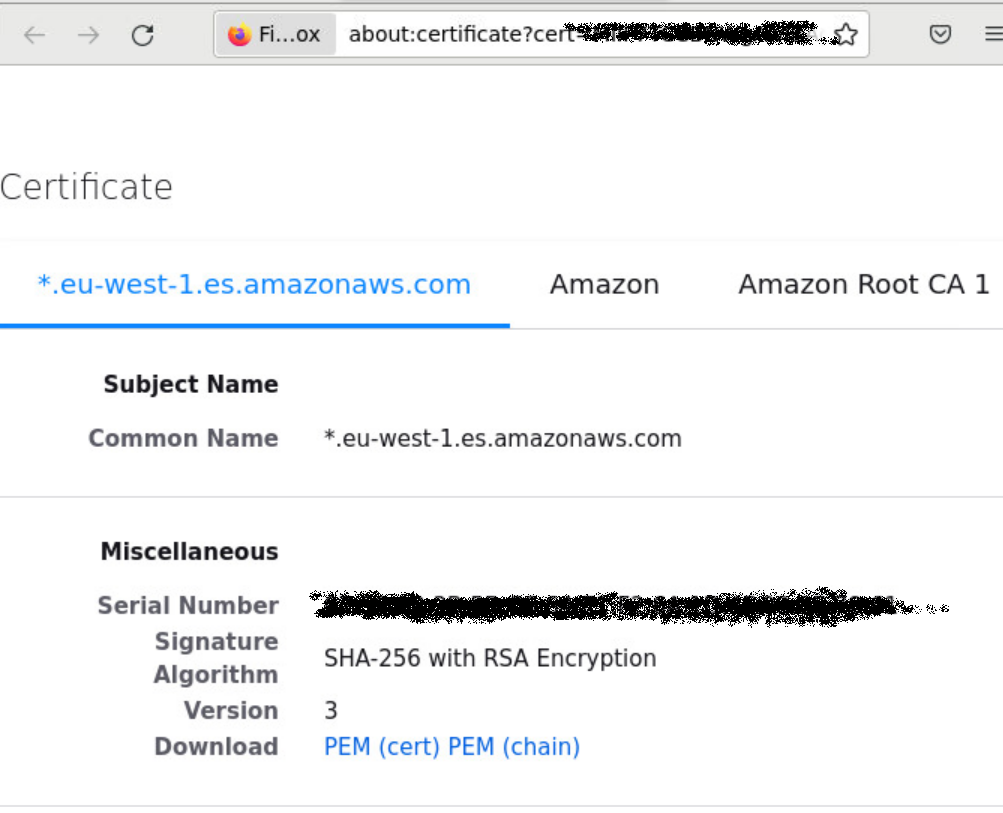 Fi...ox about:certificate?cert=
Certificate
*.eu-west-1.es.amazonaws.com Amazon Amazon Root CA 1
Subject Name
Common Name *.eu-west-1.es.amazonaws.com
Miscellaneous
Serial Number
Signature
Algorithm SHA-256 with RSA Encryption
Version 3
Download PEM (cert) PEM (chain)